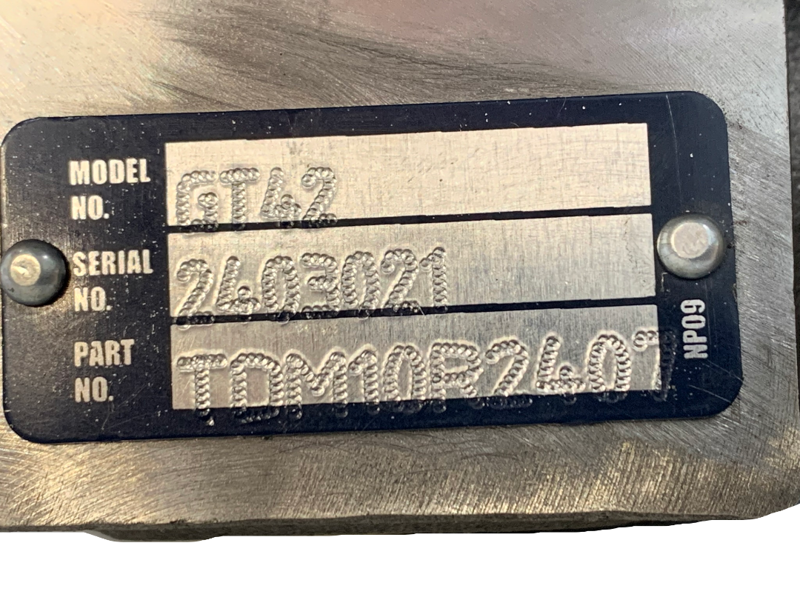 MODEL NO. GT42
SERIAL NO. 2403021
PART NO. TDM10R2407
NP09